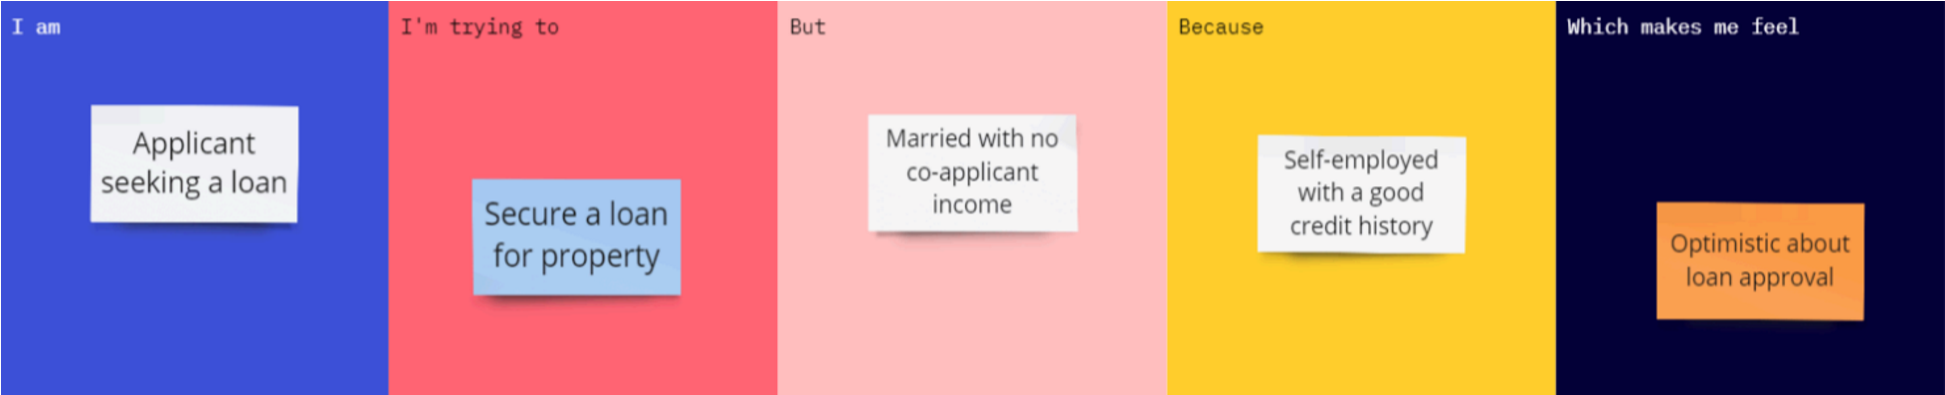 I am
Applicant
seeking a loan
I'm trying to
Secure a loan
for property
But
Married with no
co-applicant
income
Because
Self-employed
with a good
credit history
Which makes me feel
Optimistic about
loan approval